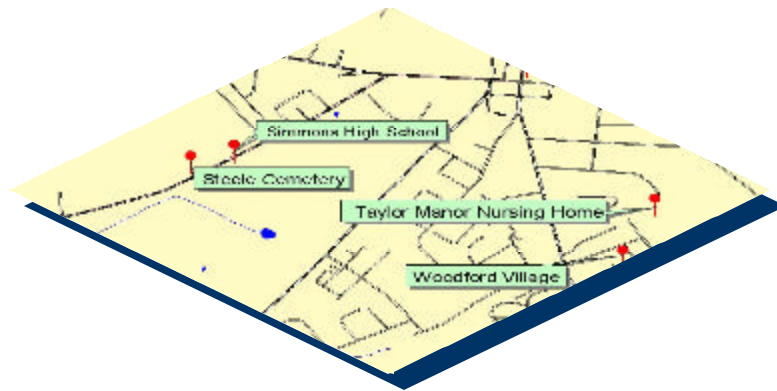 Simmons High School
Steele Cemetery
Taylor Manor Nursing Home
Woodford Village